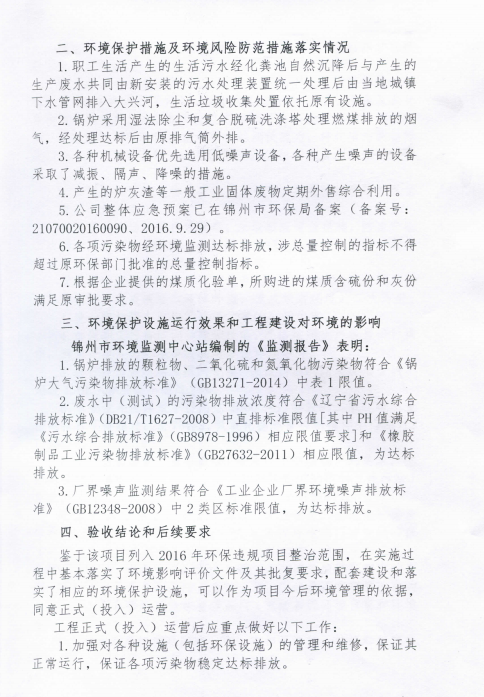 二、环境保护措施及环境风险防范措施落实情况
1.职工生活产生的生活污水经化粪池自然沉降后与产生的
生产废水共同由新安装的污水处理装置统一处理后由当地城镇
下水管网排入大兴河，生活垃圾收集处置依托原有设施。
2.锅炉采用湿法除尘和复合脱硫洗涤塔处理燃煤排放的烟
气，经处理达标后由原排气筒外排。
3.各种机械设备优先选用低噪声设备，各种产生噪声的设备
采取了减振、隔声、降噪的措施。
4.产生的炉灰渣等一般工业固体废物定期外售综合利用。
5.公司整体应急预案已在锦州市环保局备案（备案号：
21070020160090、2016.9.29）。
6.各项污染物经环境监测达标排放，涉总量控制的指标不得
超过原环保部门批准的总量控制指标。
7.根据企业提供的煤质化验单，所购进的煤质含硫份和灰份
满足原审批要求。
三、环境保护设施运行效果和工程建设对环境的影响
锦州市环境监测中心站编制的《监测报告》表明：
1.锅炉排放的颗粒物、二氧化硫和氮氧化物污染物符合《锅
炉大气污染物排放标准》（GB13271-2014）中表1限值。
2.废水中（测试）的污染物排放浓度符合《辽宁省污水综合
排放标准》（DB21/T1627-2008）中直排标准限值[其中PH值满足
《污水综合排放标准》（GB8978-1996）相应限值要求]和《橡胶
制品工业污染物排放标准》（GB27632-2011）相应限值，为达标
排放。
3.厂界噪声监测结果符合《工业企业厂界环境噪声排放标
准》（GB12348-2008）中2类区标准限值，为达标排放。
四、验收结论和后续要求
鉴于该项目列入2016年环保违规项目整治范围，在实施过
程中基本落实了环境影响评价文件及其批复要求，配套建设和落
实了相应的环境保护设施，可以作为项目今后环境管理的依据，
同意正式（投入）运营。
工程正式（投入）运营后应重点做好以下工作：
1.加强对各种设施（包括环保设施）的管理和维修，保证其
正常运行，保证各项污染物稳定达标排放。